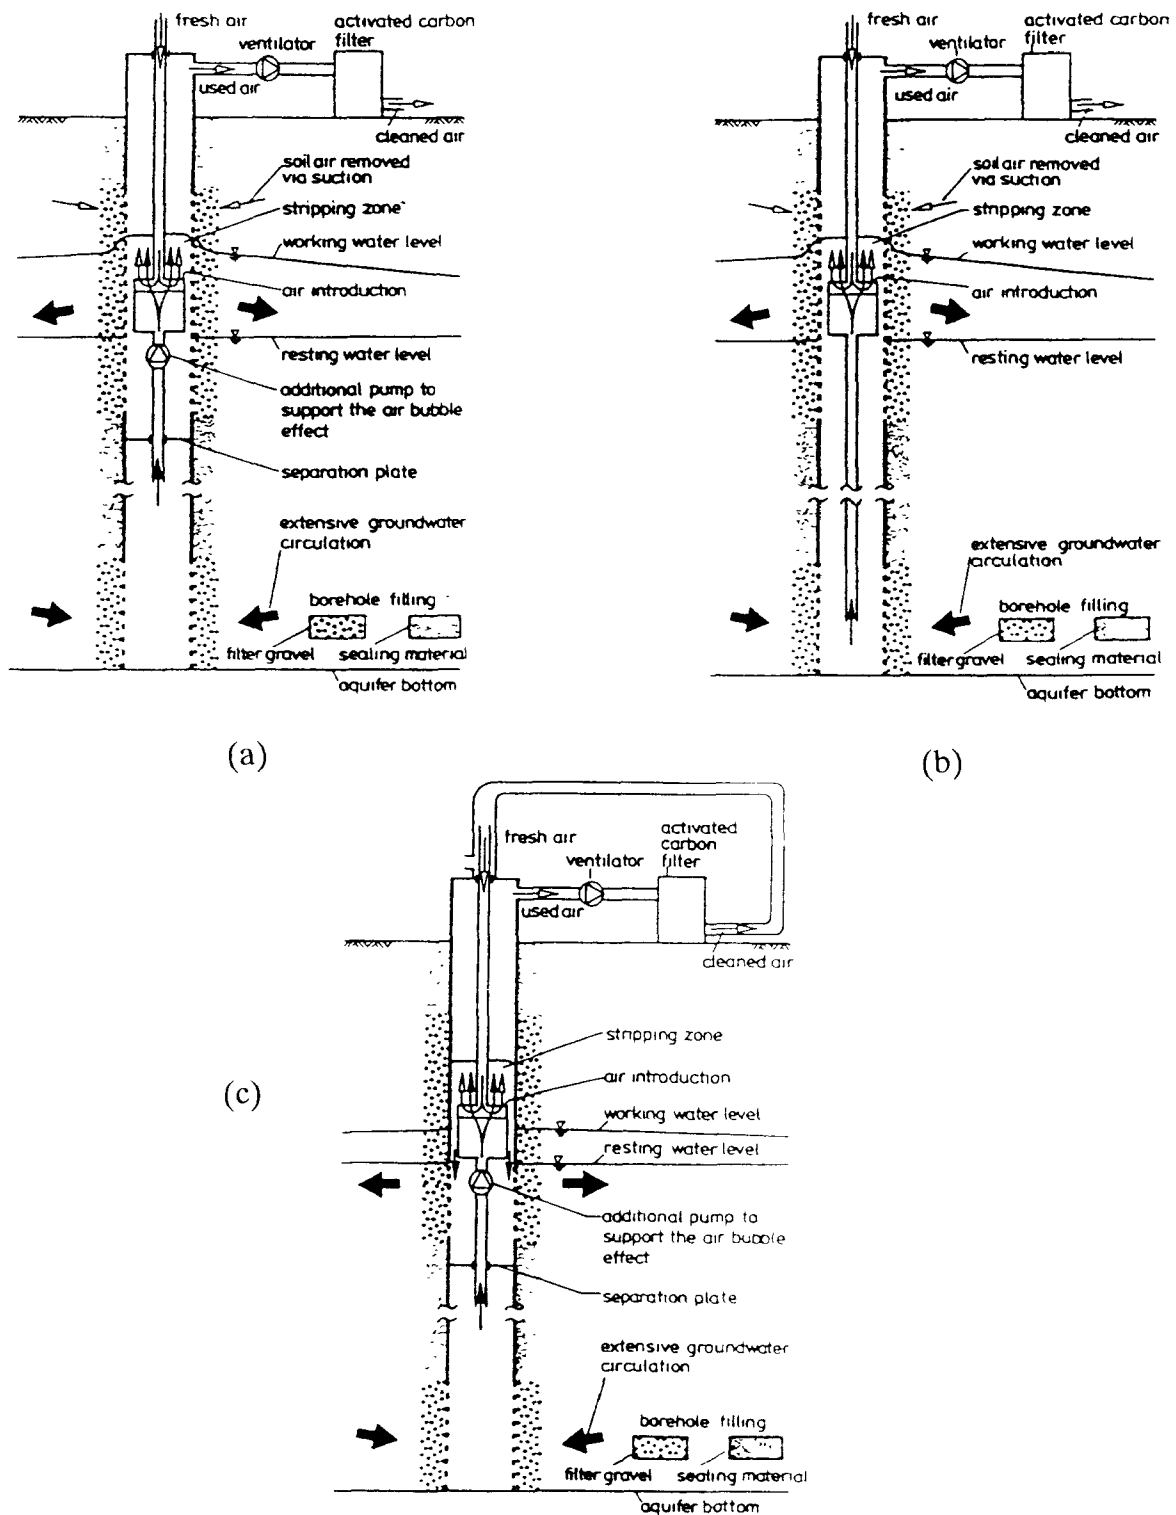 fresh air
activated carbon
filter
ventilator
used air
cleaned air
soil air removed
via suction
stripping zone
working water level
air introduction
resting water level
additional pump to
support the air bubble
effect
separation plate
extensive groundwater
circulation
borehole filling
filter gravel
sealing material
aquifer bottom
(a)
fresh air
activated carbon
filter
ventilator
used air
cleaned air
soil air removed
via suction
stripping zone
working water level
air introduction
resting water level
extensive groundwater
circulation
borehole filling
filter gravel
sealing material
aquifer bottom
(b)
fresh air
activated
carbon
filter
ventilator
used air
cleaned air
stripping zone
air introduction
working water level
resting water level
additional pump to
support the air bubble
effect
separation plate
extensive groundwater
circulation
borehole filling
filter gravel
sealing material
aquifer bottom
(c)